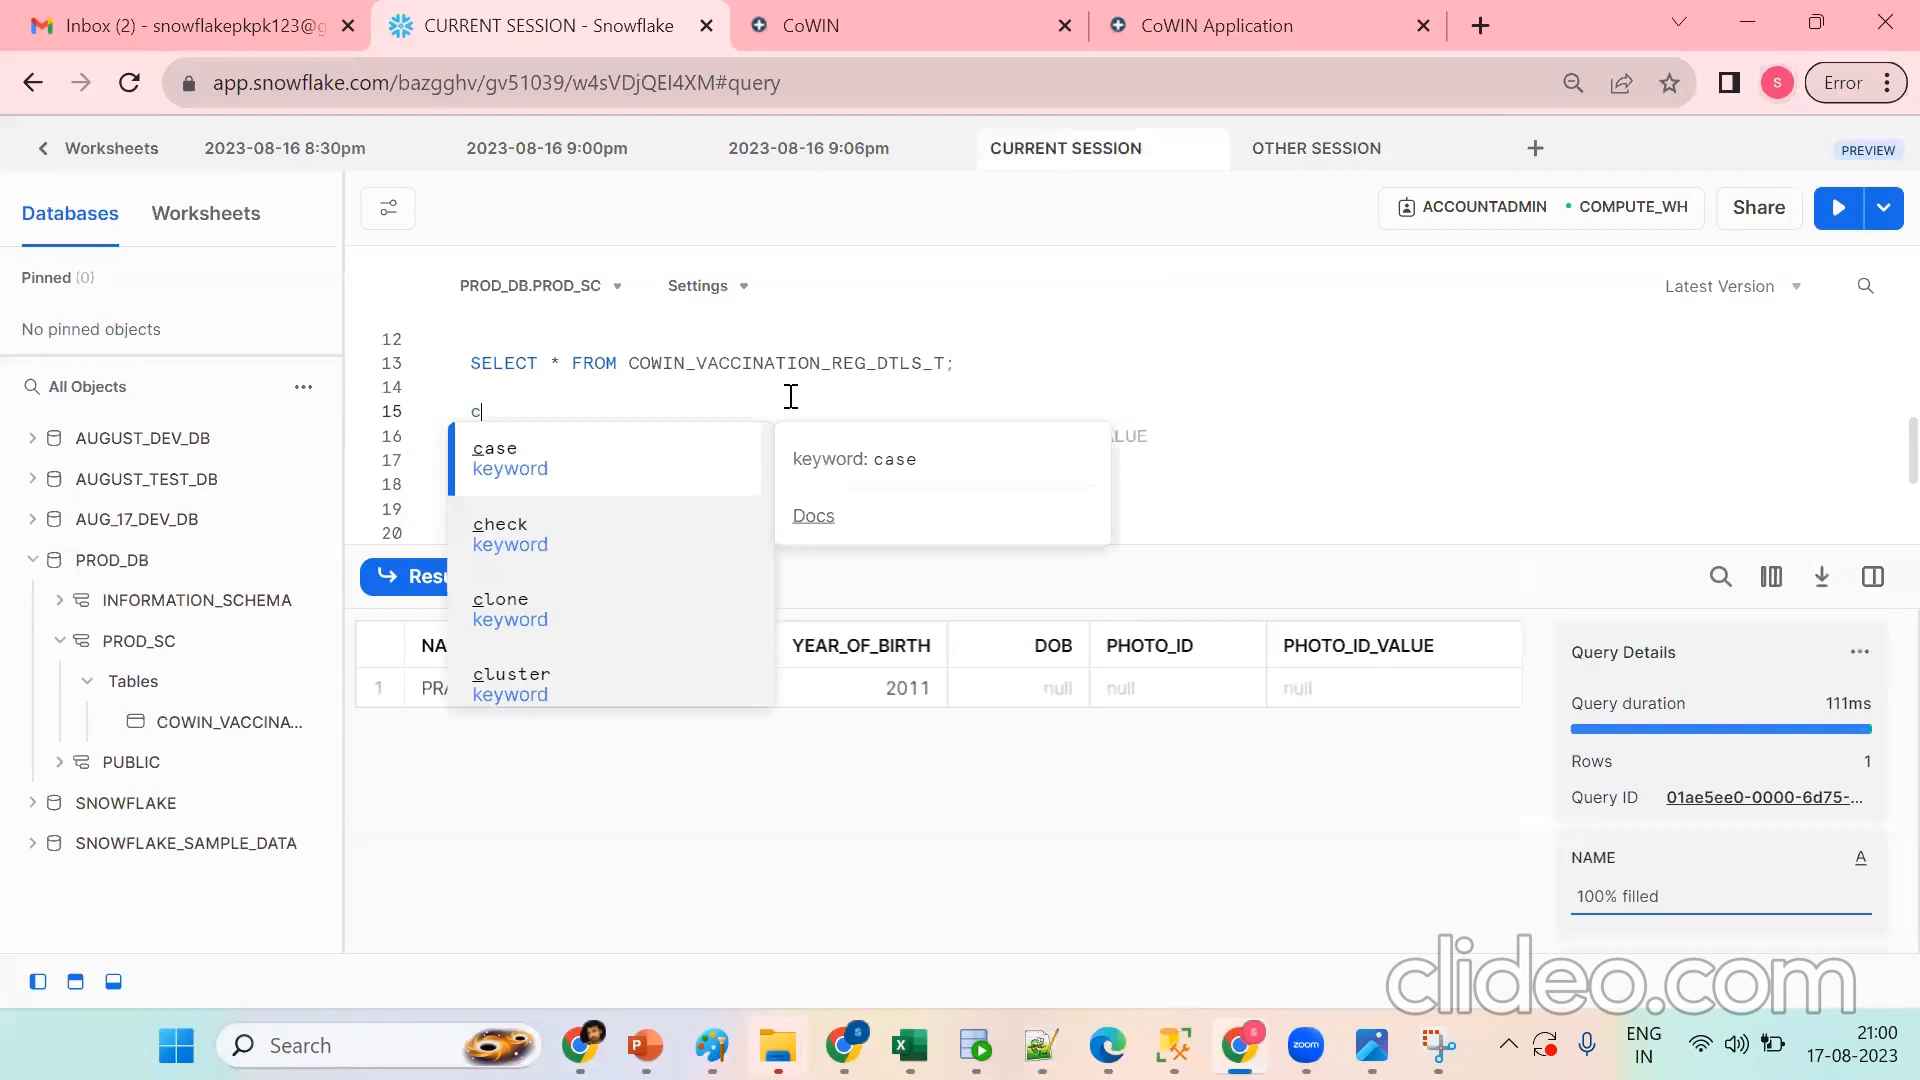 Inbox (2) - snowflakepkpk123@g
CURRENT SESSION - Snowflake
CoWIN
CoWIN Application
app.snowflake.com/bazgghv/gv51039/w4sVDjQEI4XM#query
S
Error
Worksheets
2023-08-16 8:30pm
2023-08-16 9:00pm
2023-08-16 9:06pm
CURRENT SESSION
OTHER SESSION
PREVIEW
Databases
Worksheets
ACCOUNTADMIN
COMPUTE_WH
Share
Pinned (0)
No pinned objects
PROD_DB.PROD_SC
Settings
Latest Version
All Objects
AUGUST_DEV_DB
AUGUST_TEST_DB
AUG_17_DEV_DB
PROD_DB
INFORMATION_SCHEMA
PROD_SC
Tables
COWIN_VACCINA...
PUBLIC
SNOWFLAKE
SNOWFLAKE_SAMPLE_DATA
12
13 SELECT * FROM COWIN_VACCINATION_REG_DTLS_T;
14
15 c
16 ALUE
17
18
19
20
case
keyword
check
keyword
clone
keyword
cluster
keyword
keyword: case
Docs
Resu
NA YEAR_OF_BIRTH DOB PHOTO_ID PHOTO_ID_VALUE
1 PRA 2011 null null null
Query Details
Query duration 111ms
Rows 1
Query ID 01ae5ee0-0000-6d75-...
NAME A
100% filled
clideo.com
Search
zoom
ENG
IN
21:00
17-08-2023